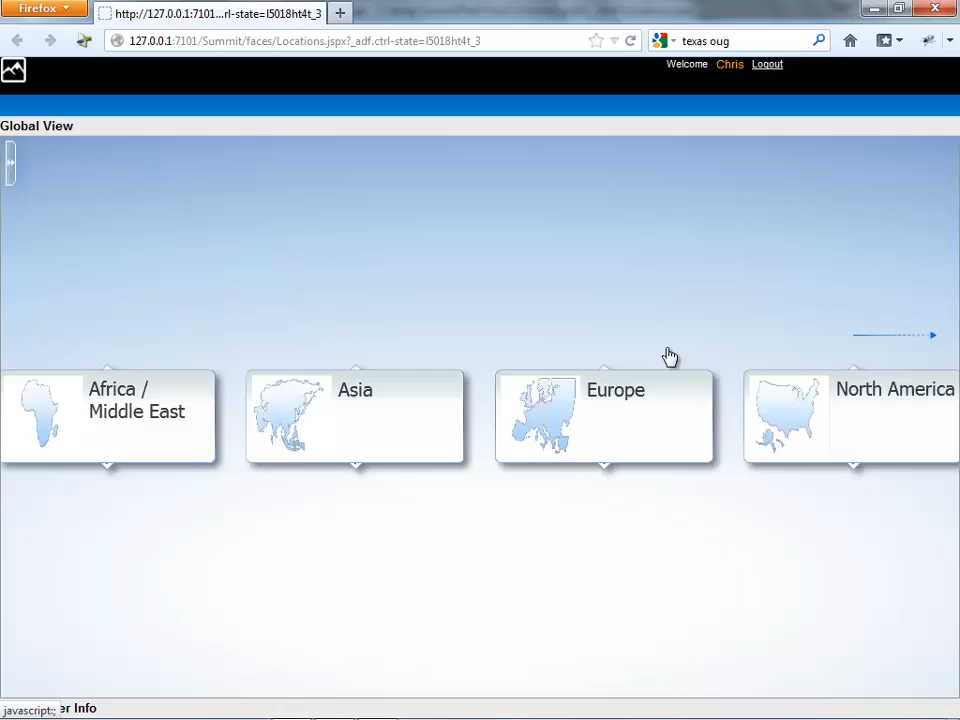 Firefox
http://127.0.0.1:7101...rl-state=l5018ht4t_3
127.0.0.1:7101/Summit/faces/Locations.jspx?_adf.ctrl-state=l5018ht4t_3
texas oug
Welcome Chris Logout
Global View
Africa /
Middle East
Asia
Europe
North America
javascript:;
er Info